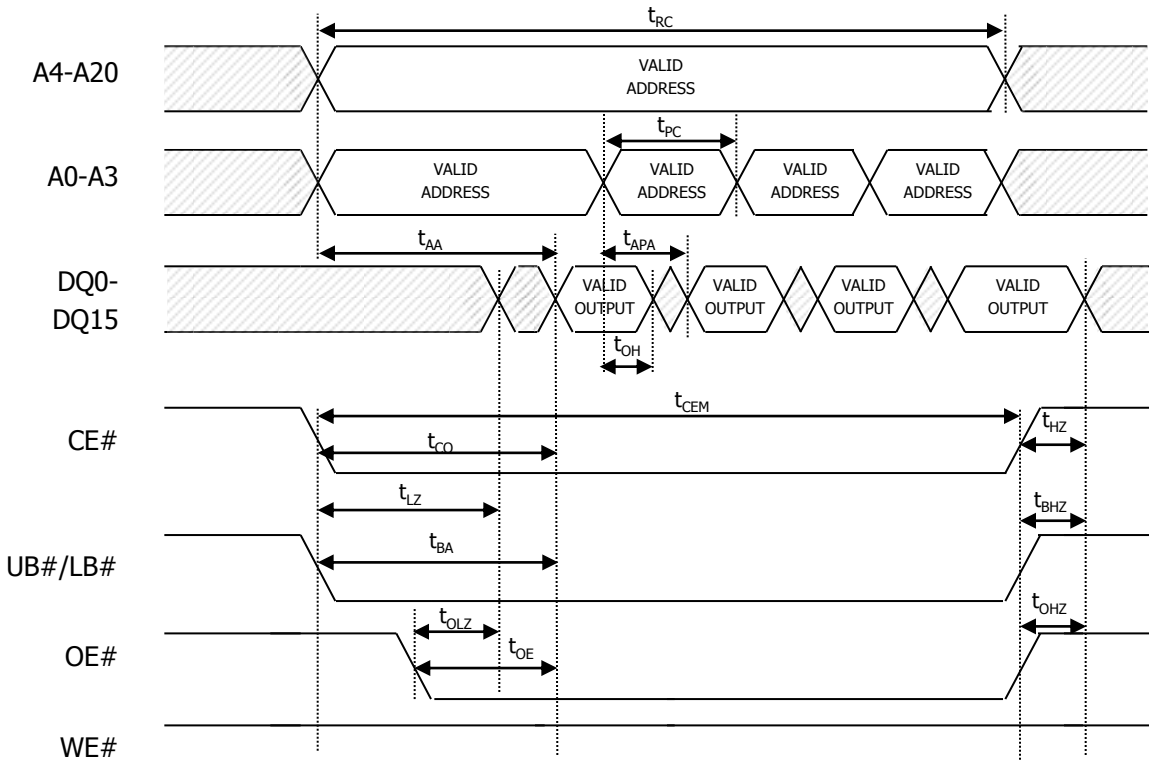 tRC
A4-A20
VALID
ADDRESS
tPC
A0-A3
VALID
ADDRESS
VALID
ADDRESS
VALID
ADDRESS
VALID
ADDRESS
tAA
tAPA
DQ0-
DQ15
VALID
OUTPUT
VALID
OUTPUT
VALID
OUTPUT
VALID
OUTPUT
tOH
tCEM
CE#
tCO
tHZ
tLZ
tBHZ
UB#/LB#
tBA
tOLZ
tOHZ
OE#
tOE
WE#